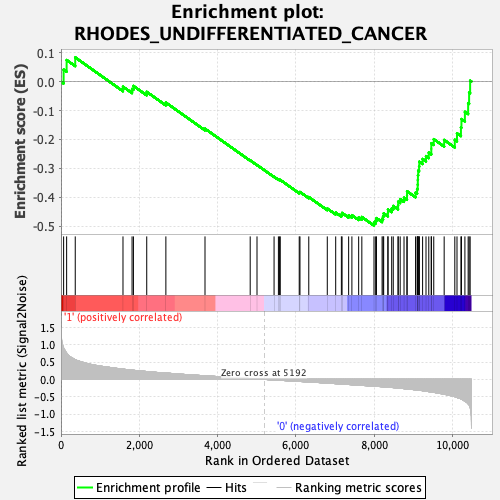 Enrichment plot:
RHODES_UNDIFFERENTIATED_CANCER
Enrichment score (ES)
0.1
0.0
-0.1
-0.2
-0.3
-0.4
-0.5
Ranked list metric (Signal2Noise)
1.5
1.0
0.5
0.0
-0.5
-1.0
-1.5
'1' (positively correlated)
Zero cross at 5192
'0' (negatively correlated)
0
2,000
4,000
6,000
8,000
10,000
Rank in Ordered Dataset
Enrichment profile
Hits
Ranking metric scores